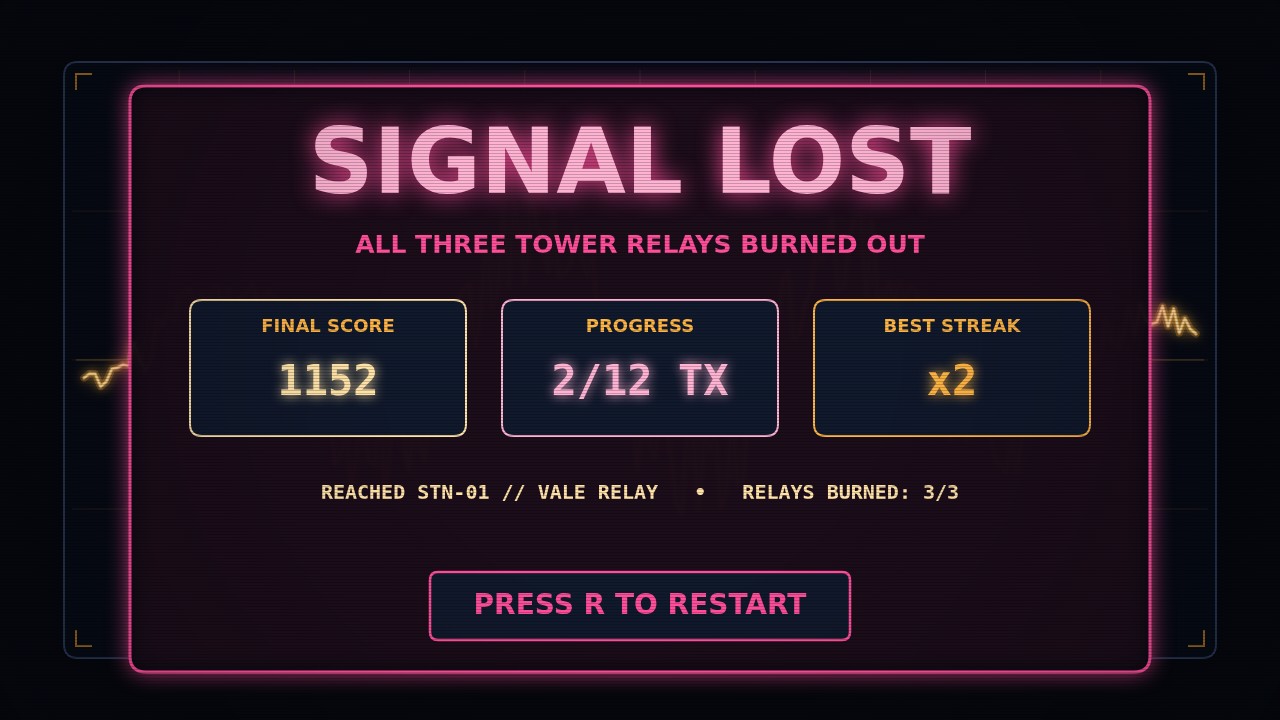 SIGNAL LOST
ALL THREE TOWER RELAYS BURNED OUT
FINAL SCORE
1152
PROGRESS
2/12 TX
BEST STREAK
x2
REACHED STN-01 // VALE RELAY • RELAYS BURNED: 3/3
PRESS R TO RESTART